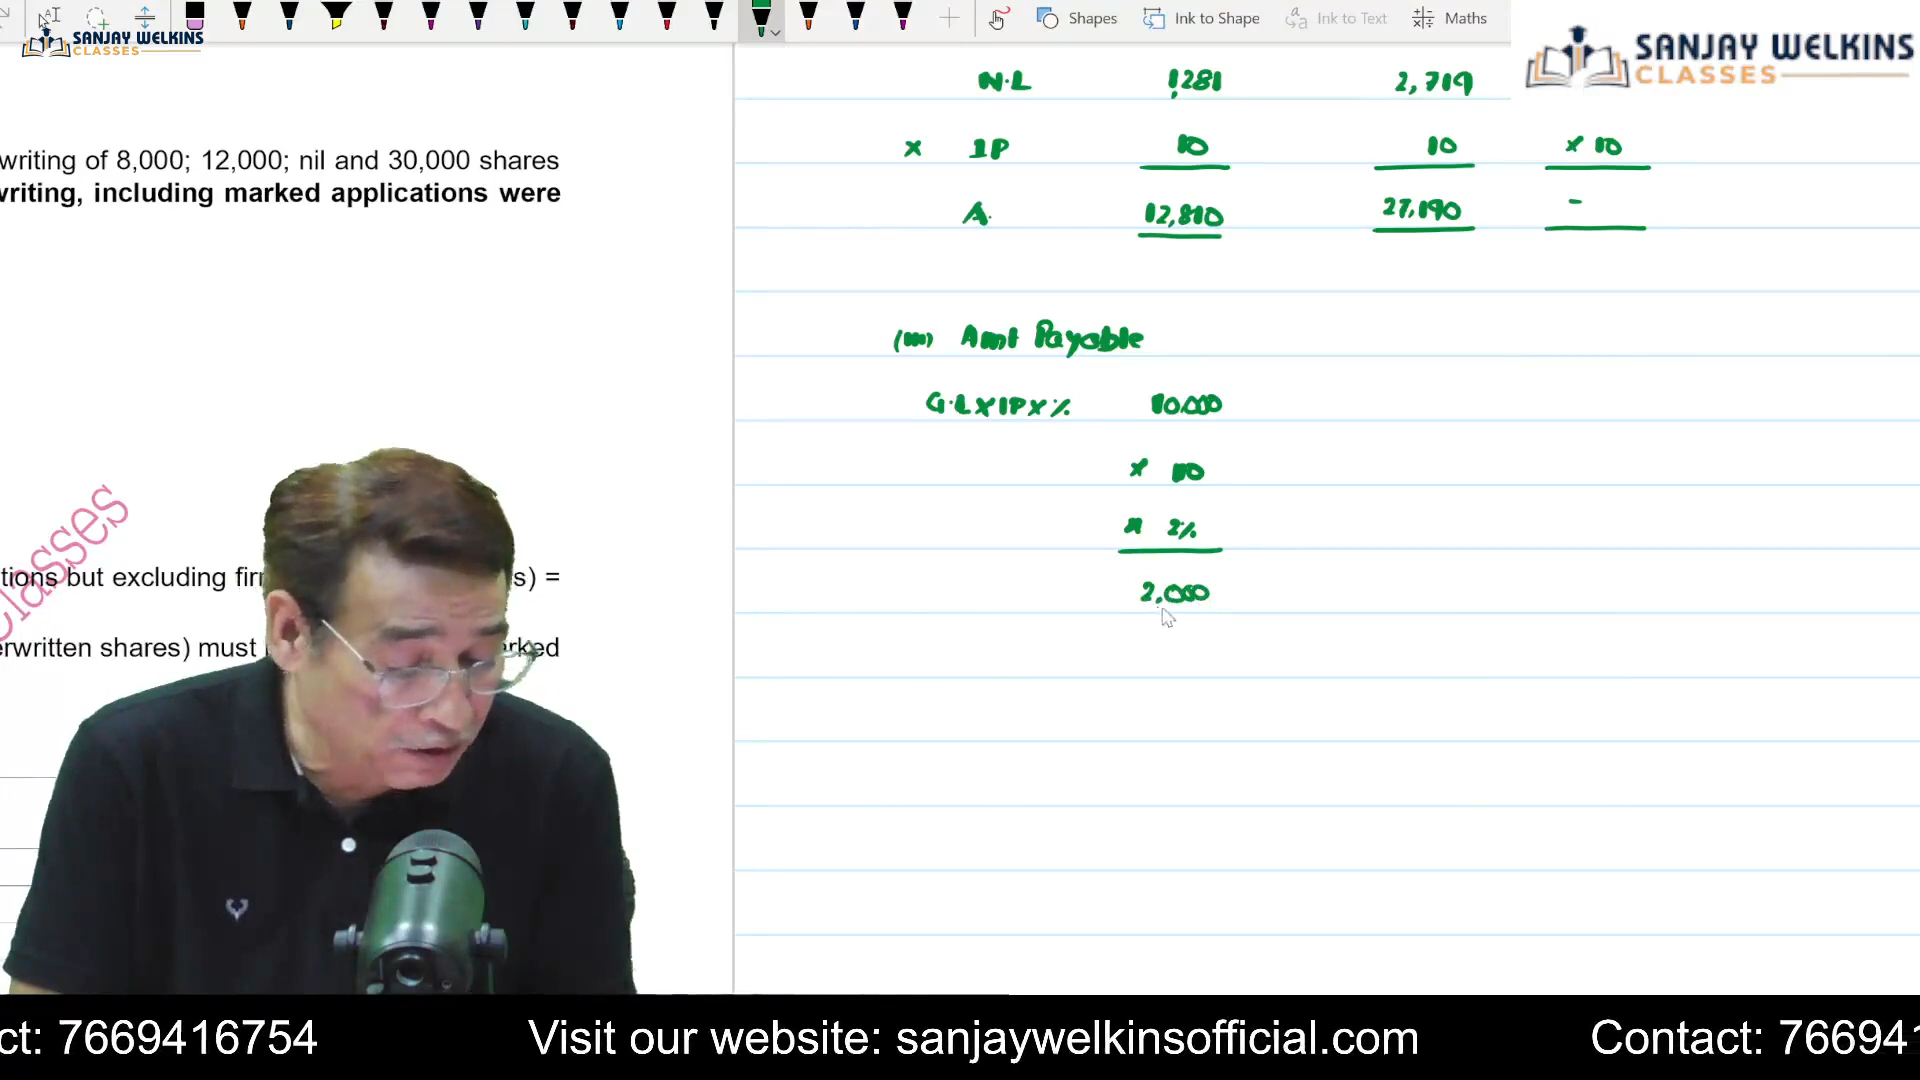 Shapes Ink to Shape Ink to Text Maths
SANJAY WELKINS
CLASSES
SANJAY WELKINS
CLASSES
writing of 8,000; 12,000; nil and 30,000 shares
writing, including marked applications were
Classes
tions but excluding fir s) =
erwritten shares) must rked
N.L 1281 2,719
x IP 10 10 x 10
A. 12,810 27,190 -
(III) Amt Payable
G.L X IP X % 10,000
x 10
x 2%
2,000
ct: 7669416754 Visit our website: sanjaywelkinsofficial.com Contact: 76694